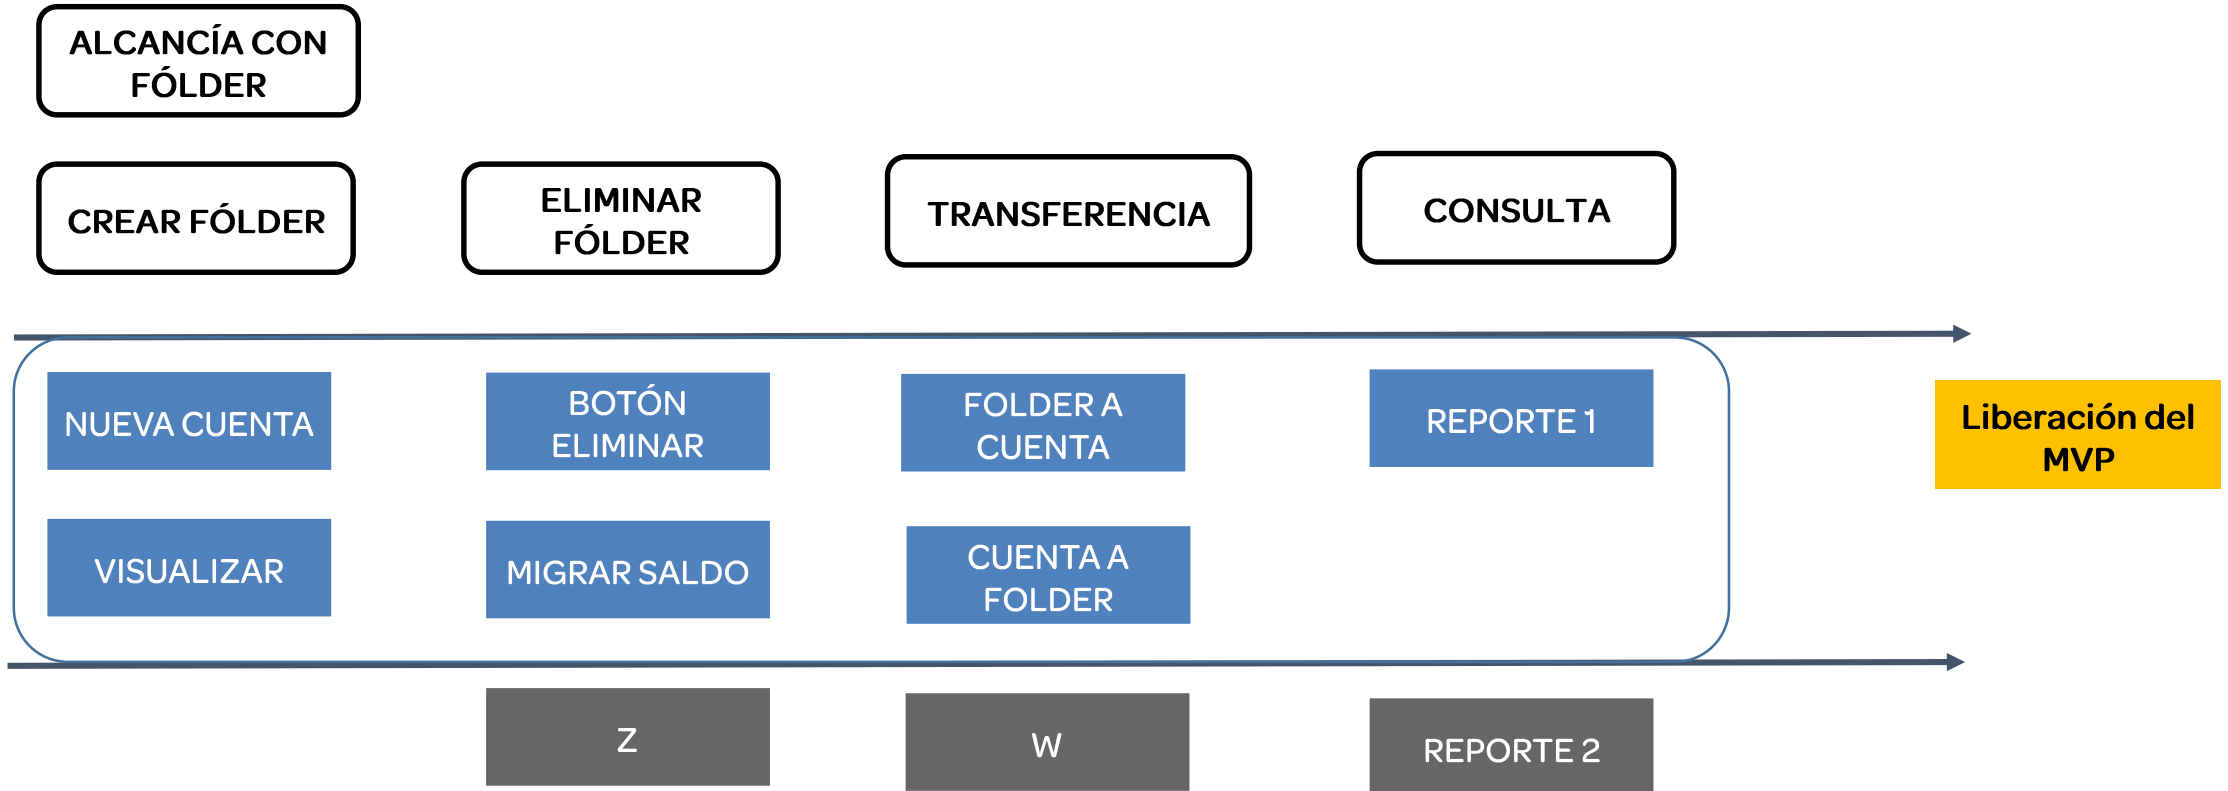 ALCANCÍA CON
FÓLDER
CREAR FÓLDER
ELIMINAR
FÓLDER
TRANSFERENCIA
CONSULTA
NUEVA CUENTA
BOTÓN
ELIMINAR
FOLDER A
CUENTA
REPORTE 1
Liberación del
MVP
VISUALIZAR
MIGRAR SALDO
CUENTA A
FOLDER
Z
W
REPORTE 2